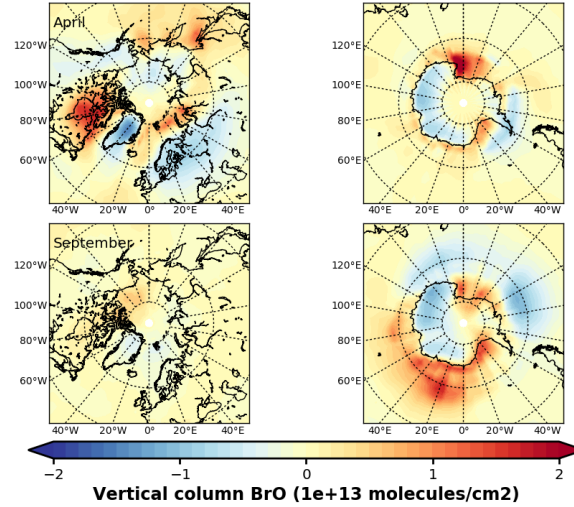 April
120°W
100°W
80°W
60°W
40°W 20°W 0° 20°E 40°E
120°E
100°E
80°E
60°E
40°W 20°W 0° 20°E 40°W
September
120°W
100°W
80°W
60°W
40°W 20°W 0° 20°E 40°E
120°E
100°E
80°E
60°E
40°W 20°W 0° 20°E 40°W
−2 −1 0 1 2
Vertical column BrO (1e+13 molecules/cm2)